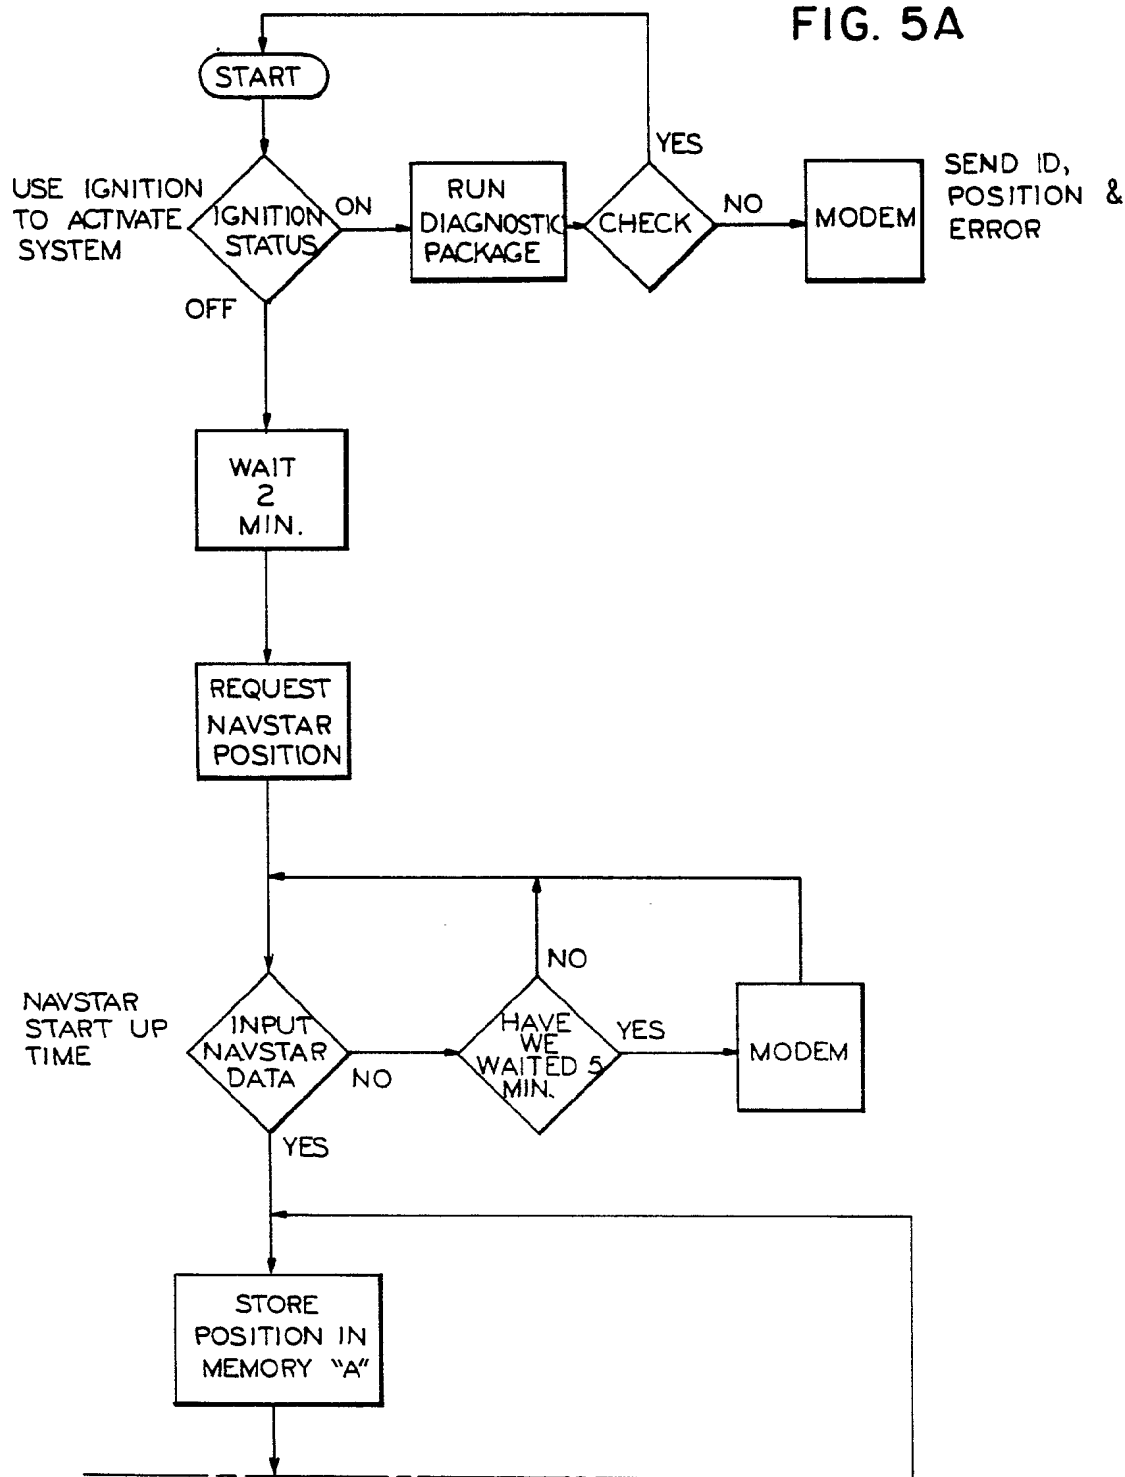 FIG. 5A
START
YES
USE IGNITION
TO ACTIVATE
SYSTEM
IGNITION
STATUS
ON
RUN
DIAGNOSTIC
PACKAGE
CHECK
NO
MODEM
SEND ID,
POSITION &
ERROR
OFF
WAIT
2
MIN.
REQUEST
NAVSTAR
POSITION
NO
NAVSTAR
START UP
TIME
INPUT
NAVSTAR
DATA
NO
HAVE
WE
WAITED 5
MIN.
YES
MODEM
YES
STORE
POSITION IN
MEMORY "A"